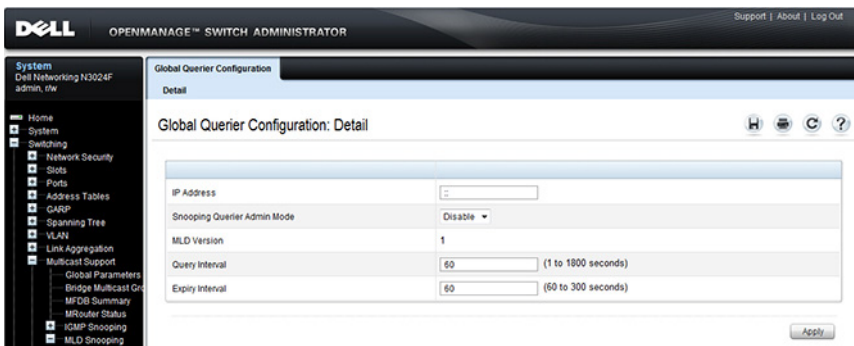 Support | About | Log Out
DELL OPENMANAGE™ SWITCH ADMINISTRATOR
System
Dell Networking N3024F
admin, r/w
Home
System
Switching
Network Security
Slots
Ports
Address Tables
GARP
Spanning Tree
VLAN
Link Aggregation
Multicast Support
Global Parameters
Bridge Multicast Gro
MFDB Summary
MRouter Status
IGMP Snooping
MLD Snooping
Global Querier Configuration
Detail
Global Querier Configuration: Detail
IP Address ::
Snooping Querier Admin Mode Disable
MLD Version 1
Query Interval 60 (1 to 1800 seconds)
Expiry Interval 60 (60 to 300 seconds)
Apply